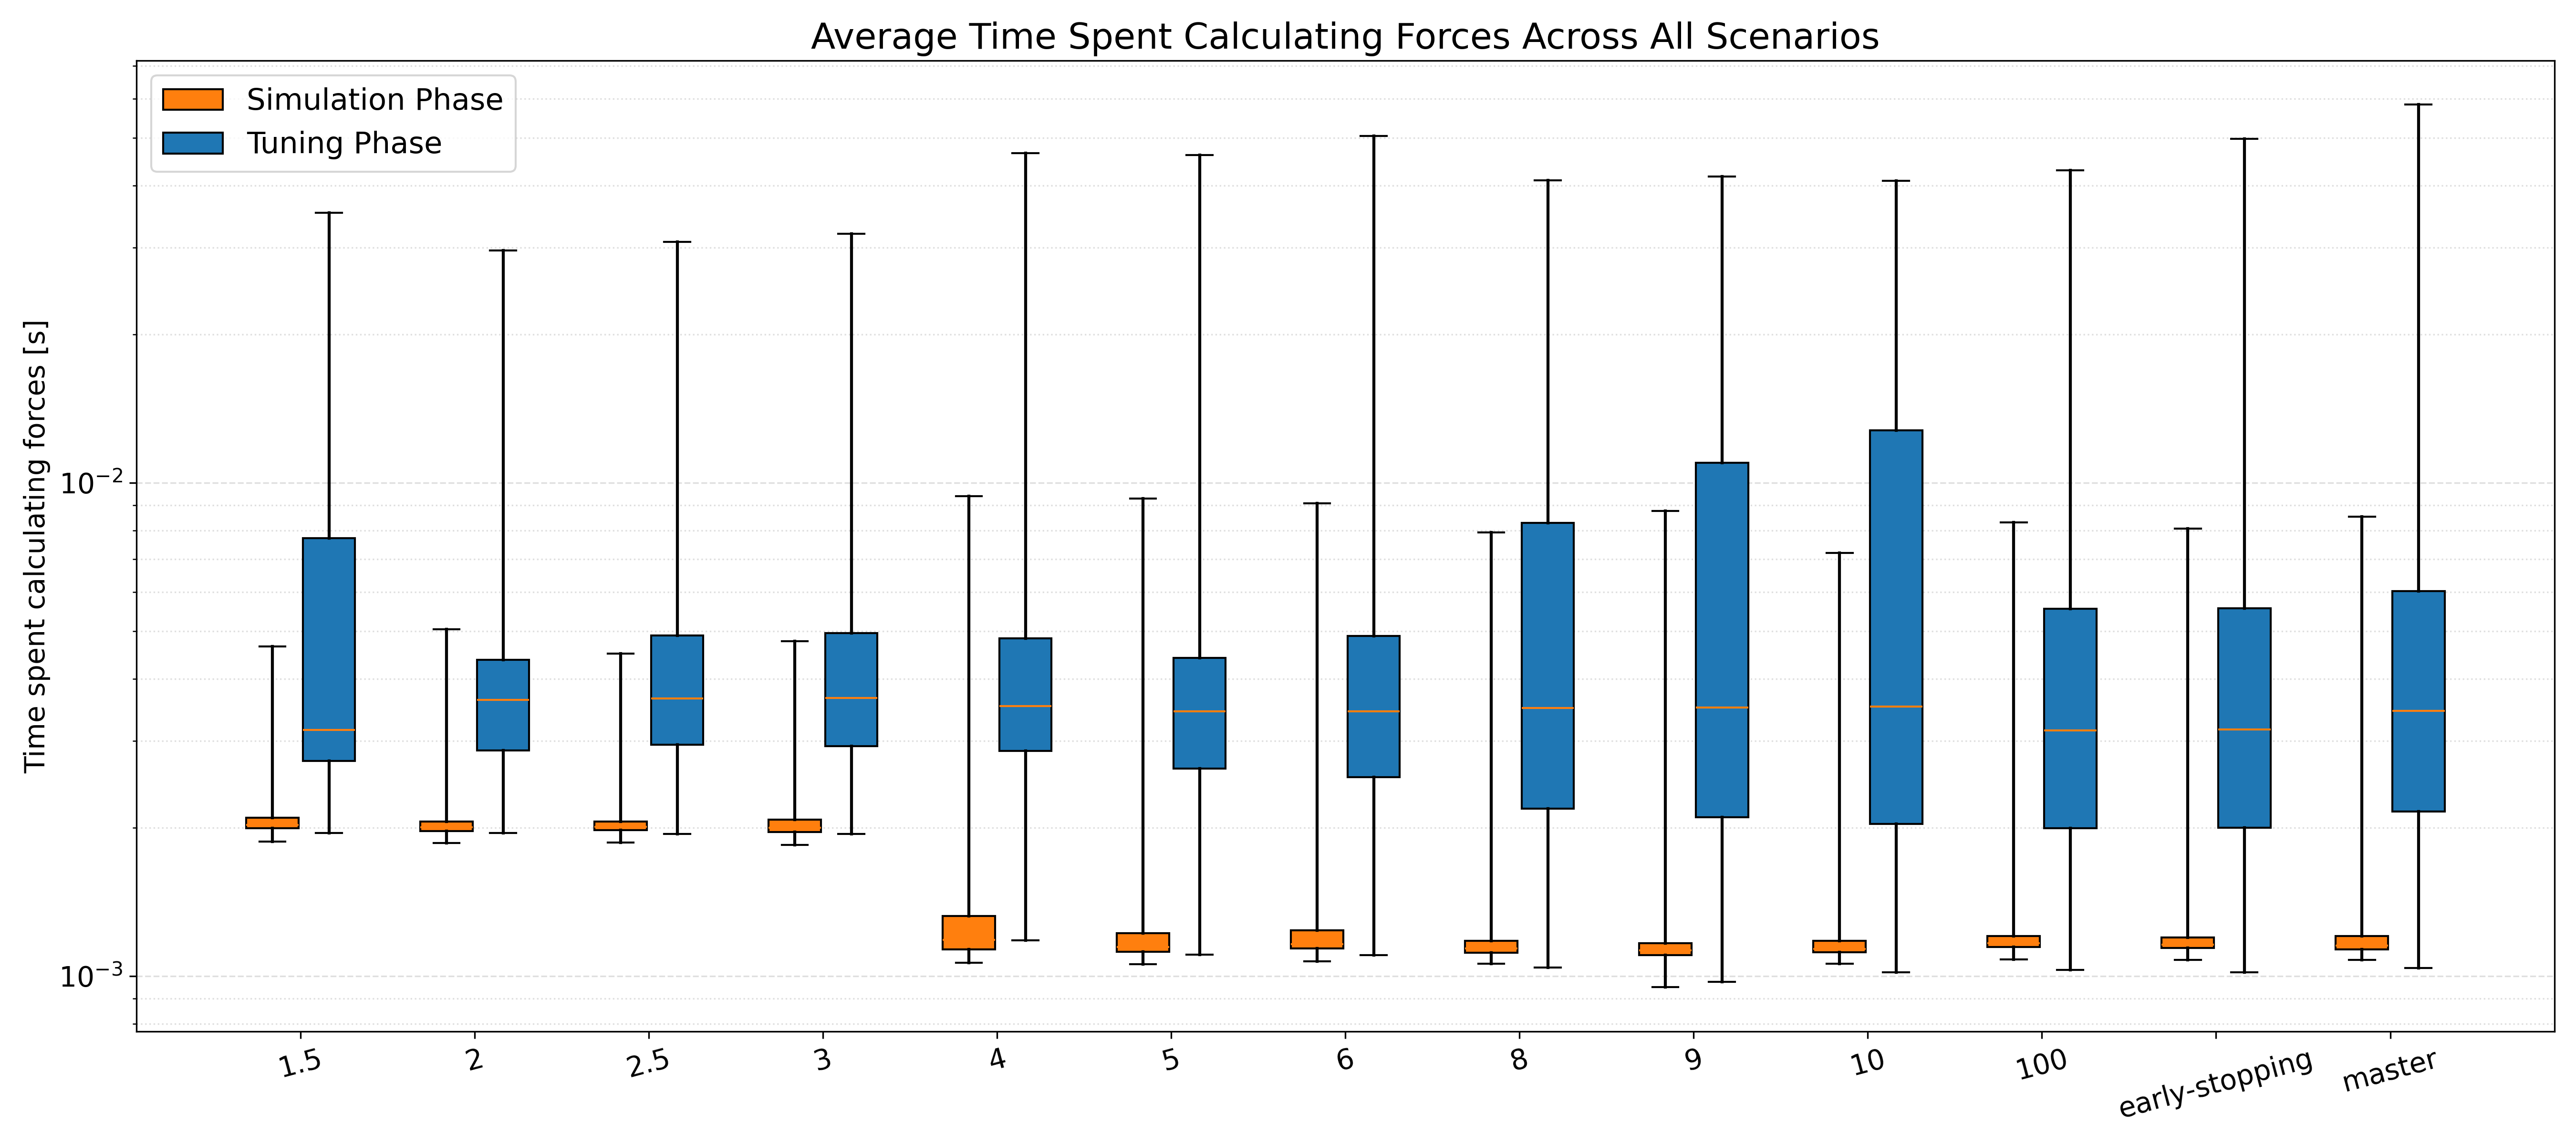 Average Time Spent Calculating Forces Across All Scenarios
Simulation Phase
Tuning Phase
Time spent calculating forces [s]
10⁻²
10⁻³
1.5
2
2.5
3
4
5
6
8
9
10
100
early-stopping
master